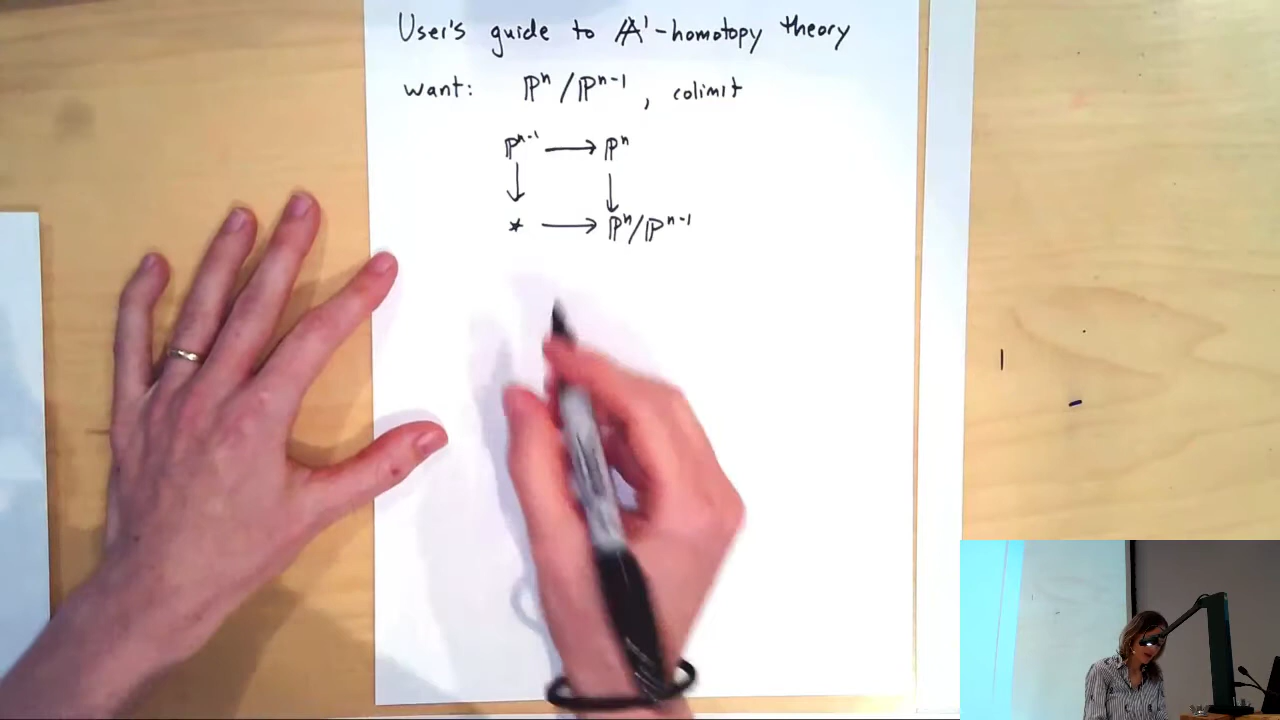 User's guide to 𝔸¹-homotopy theory
want: ℙⁿ / ℙⁿ⁻¹ , colimit
ℙⁿ⁻¹ ⟶ ℙⁿ
↓ ↓
* ⟶ ℙⁿ/ℙⁿ⁻¹